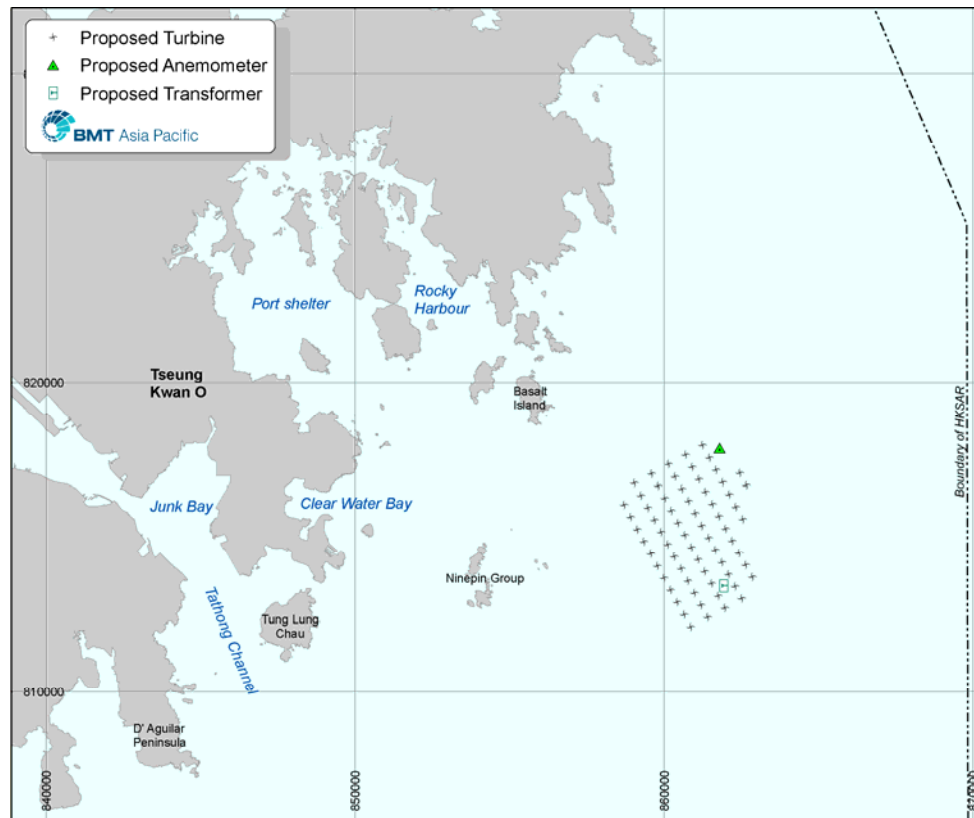 Proposed Turbine
Proposed Anemometer
Proposed Transformer
BMT Asia Pacific
Port shelter
Rocky
Harbour
Tseung
Kwan O
820000
Basalt
Island
Boundary of HKSAR
Junk Bay
Clear Water Bay
Ninepin Group
Tathong Channel
Tung Lung
Chau
810000
D' Aguilar
Peninsula
840000
850000
860000